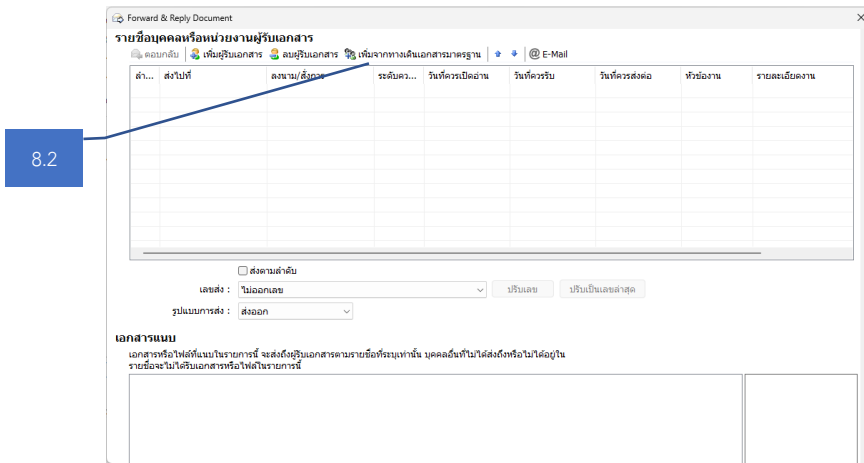 Forward & Reply Document
รายชื่อบุคคลหรือหน่วยงานผู้รับเอกสาร
ตอบกลับ เพิ่มผู้รับเอกสาร ลบผู้รับเอกสาร เพิ่มจากทางเดินเอกสารมาตรฐาน @ E-Mail
ลำ... ส่งไปที่ ลงนาม/สั่งการ ระดับคว... วันที่ควรเปิดอ่าน วันที่ควรรับ วันที่ควรส่งต่อ หัวข้องาน รายละเอียดงาน
8.2
ส่งตามลำดับ
เลขส่ง : ไม่ออกเลข ปรับเลข ปรับเป็นเลขล่าสุด
รูปแบบการส่ง : ส่งออก
เอกสารแนบ
เอกสารหรือไฟล์ที่แนบในรายการนี้ จะส่งถึงผู้รับเอกสารตามรายชื่อที่ระบุเท่านั้น บุคคลอื่นที่ไม่ได้ส่งถึงหรือไม่ได้อยู่ใน
รายชื่อจะไม่ได้รับเอกสารหรือไฟล์ในรายการนี้